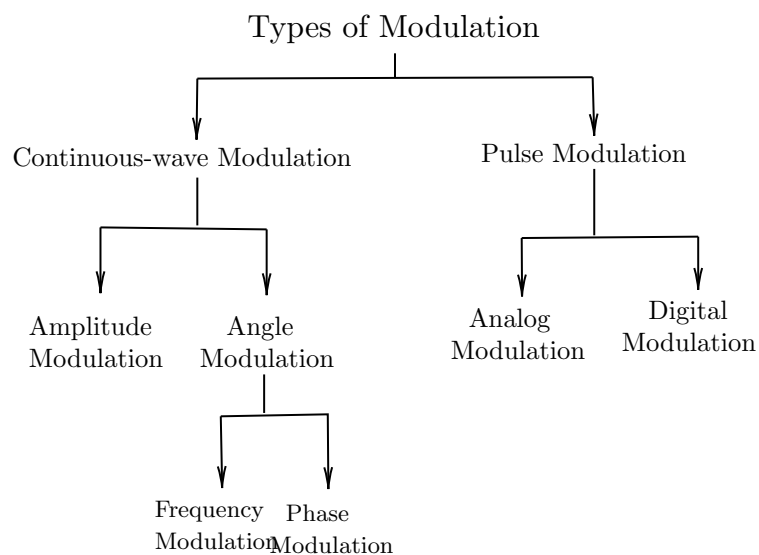 Types of Modulation
Continuous-wave Modulation
Pulse Modulation
Amplitude
Modulation
Angle
Modulation
Analog
Modulation
Digital
Modulation
Frequency
Modulation
Phase
Modulation